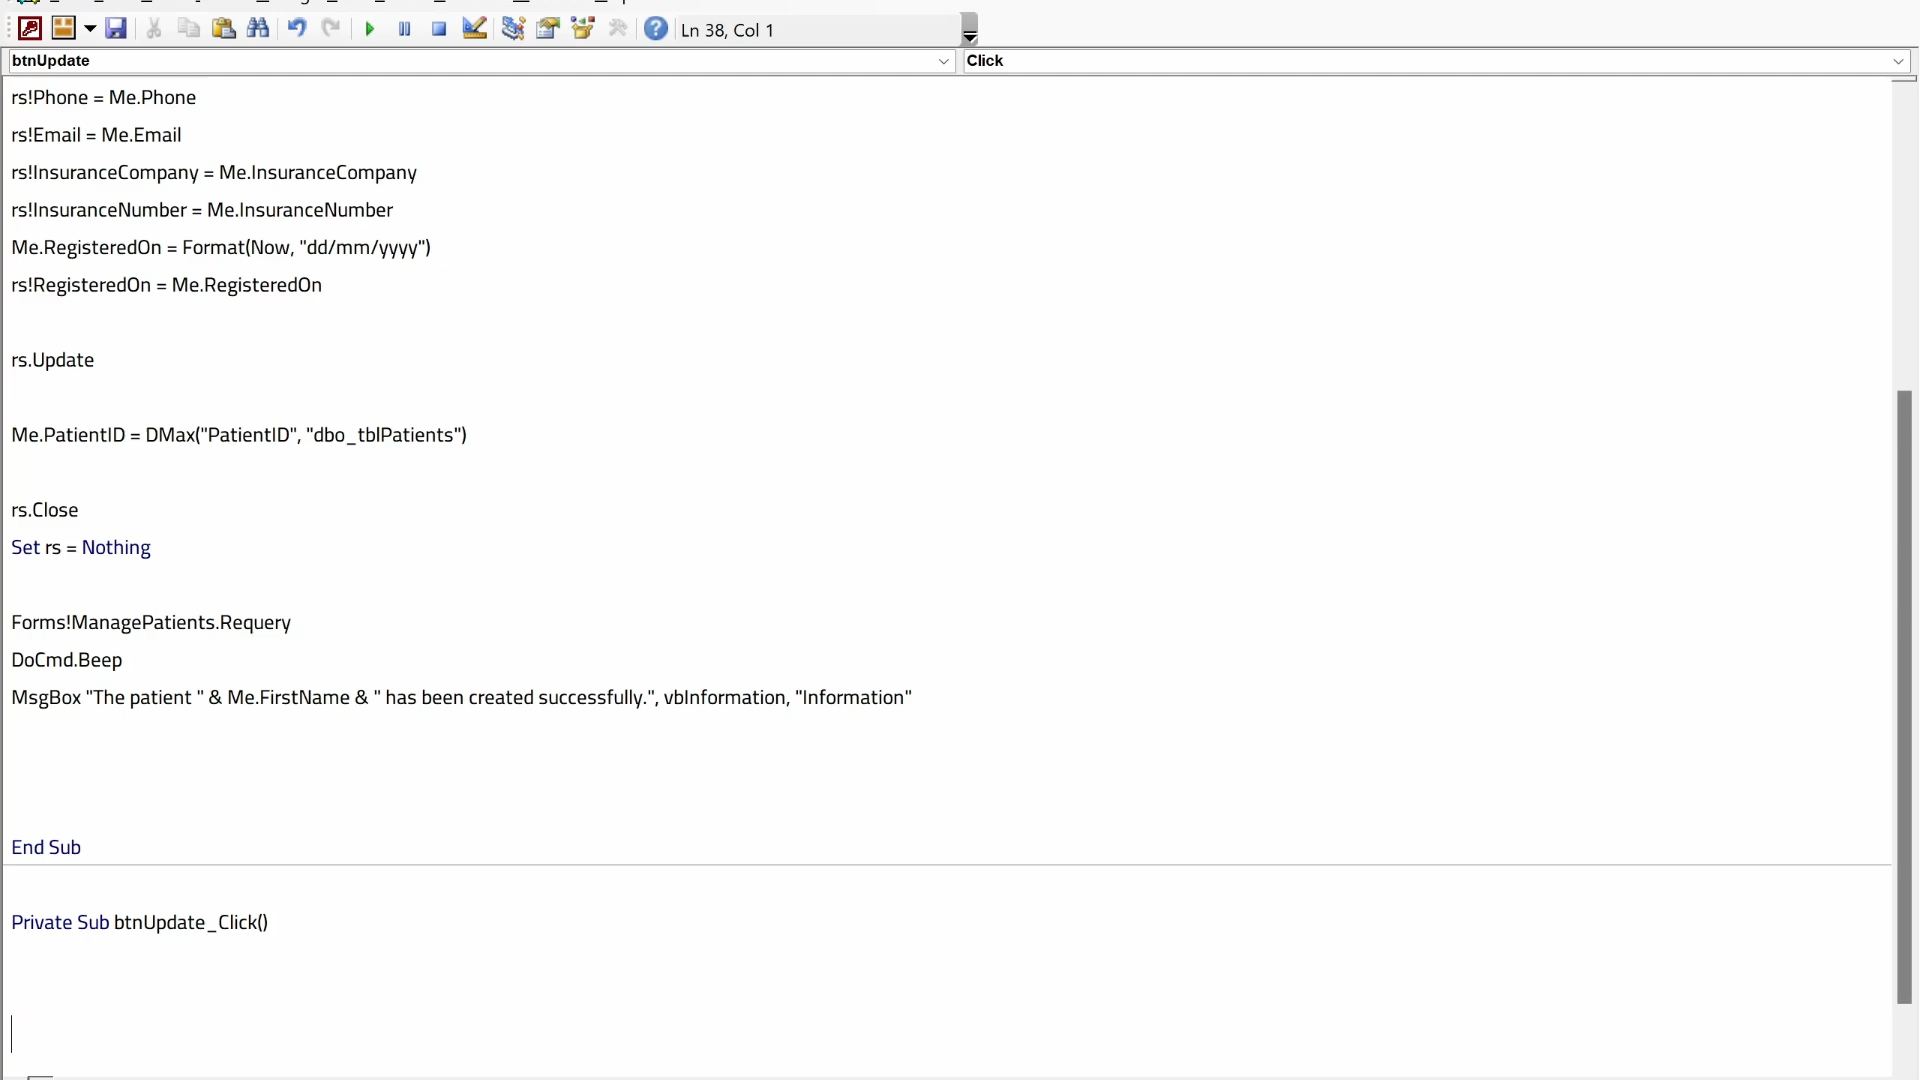 Ln 38, Col 1
btnUpdate
Click
rs!Phone = Me.Phone
rs!Email = Me.Email
rs!InsuranceCompany = Me.InsuranceCompany
rs!InsuranceNumber = Me.InsuranceNumber
Me.RegisteredOn = Format(Now, "dd/mm/yyyy")
rs!RegisteredOn = Me.RegisteredOn
rs.Update
Me.PatientID = DMax("PatientID", "dbo_tblPatients")
rs.Close
Set rs = Nothing
Forms!ManagePatients.Requery
DoCmd.Beep
MsgBox "The patient " & Me.FirstName & " has been created successfully.", vbInformation, "Information"
End Sub
Private Sub btnUpdate_Click()